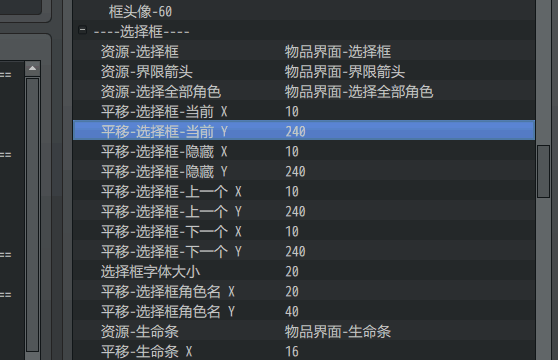 框头像-60
----选择框----
资源-选择框 物品界面-选择框
资源-界限箭头 物品界面-界限箭头
资源-选择全部角色 物品界面-选择全部角色
平移-选择框-当前 X 10
平移-选择框-当前 Y 240
平移-选择框-隐藏 X 10
平移-选择框-隐藏 Y 240
平移-选择框-上一个 X 10
平移-选择框-上一个 Y 240
平移-选择框-下一个 X 10
平移-选择框-下一个 Y 240
选择框字体大小 20
平移-选择框角色名 X 20
平移-选择框角色名 Y 40
资源-生命条 物品界面-生命条
平移-生命条 X 16
==
==
==
==